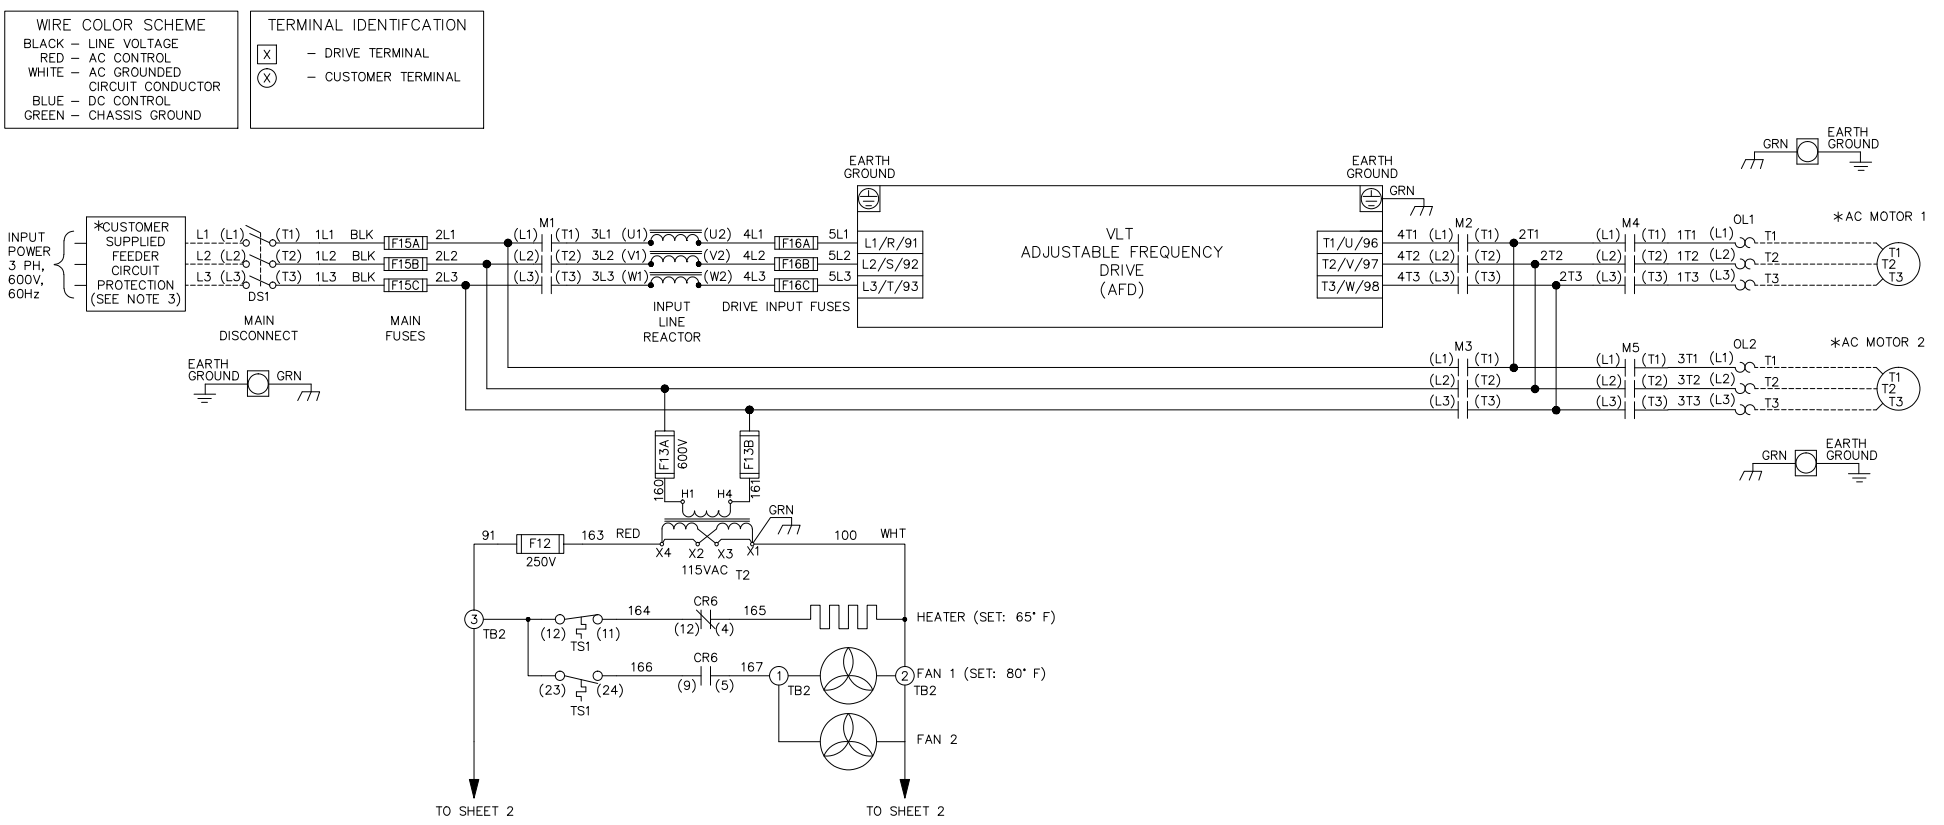 WIRE COLOR SCHEME
BLACK – LINE VOLTAGE
RED – AC CONTROL
WHITE – AC GROUNDED
CIRCUIT CONDUCTOR
BLUE – DC CONTROL
GREEN – CHASSIS GROUND
TERMINAL IDENTIFCATION
X – DRIVE TERMINAL
X – CUSTOMER TERMINAL
GRN
EARTH
GROUND
EARTH
GROUND
EARTH
GROUND
GRN
INPUT
POWER
3 PH,
600V,
60Hz
*CUSTOMER
SUPPLIED
FEEDER
CIRCUIT
PROTECTION
(SEE NOTE 3)
L1 (L1) (T1) 1L1 BLK F15A 2L1 (L1) M1 (T1) 3L1 (U1) (U2) 4L1 F16A 5L1 L1/R/91
L2 (L2) (T2) 1L2 BLK F15B 2L2 (L2) (T2) 3L2 (V1) (V2) 4L2 F16B 5L2 L2/S/92
L3 (L3) (T3) 1L3 BLK F15C 2L3 (L3) (T3) 3L3 (W1) (W2) 4L3 F16C 5L3 L3/T/93
DS1
MAIN
DISCONNECT
MAIN
FUSES
INPUT
LINE
REACTOR
DRIVE INPUT FUSES
VLT
ADJUSTABLE FREQUENCY
DRIVE
(AFD)
T1/U/96 4T1 (L1) M2 (T1) 2T1 (L1) M4 (T1) 1T1 (L1) OL1 T1
T2/V/97 4T2 (L2) (T2) 2T2 (L2) (T2) 1T2 (L2) T2
T3/W/98 4T3 (L3) (T3) 2T3 (L3) (T3) 1T3 (L3) T3
*AC MOTOR 1
T1
T2
T3
EARTH
GROUND
GRN
(L1) M3 (T1) (L1) M5 (T1) 3T1 (L1) OL2 T1
(L2) (T2) (L2) (T2) 3T2 (L2) T2
(L3) (T3) (L3) (T3) 3T3 (L3) T3
*AC MOTOR 2
T1
T2
T3
GRN
EARTH
GROUND
F13A
600V
F13B
160
161
H1 H4
GRN
91 F12 163 RED
250V
X4 X2 X3 X1
100 WHT
115VAC T2
3
TB2
(12) (11)
TS1
164
CR6
(12) (4)
165
HEATER (SET: 65° F)
(23) (24)
TS1
166
CR6
(9) (5)
167
1
TB2
2
TB2
FAN 1 (SET: 80° F)
FAN 2
TO SHEET 2
TO SHEET 2